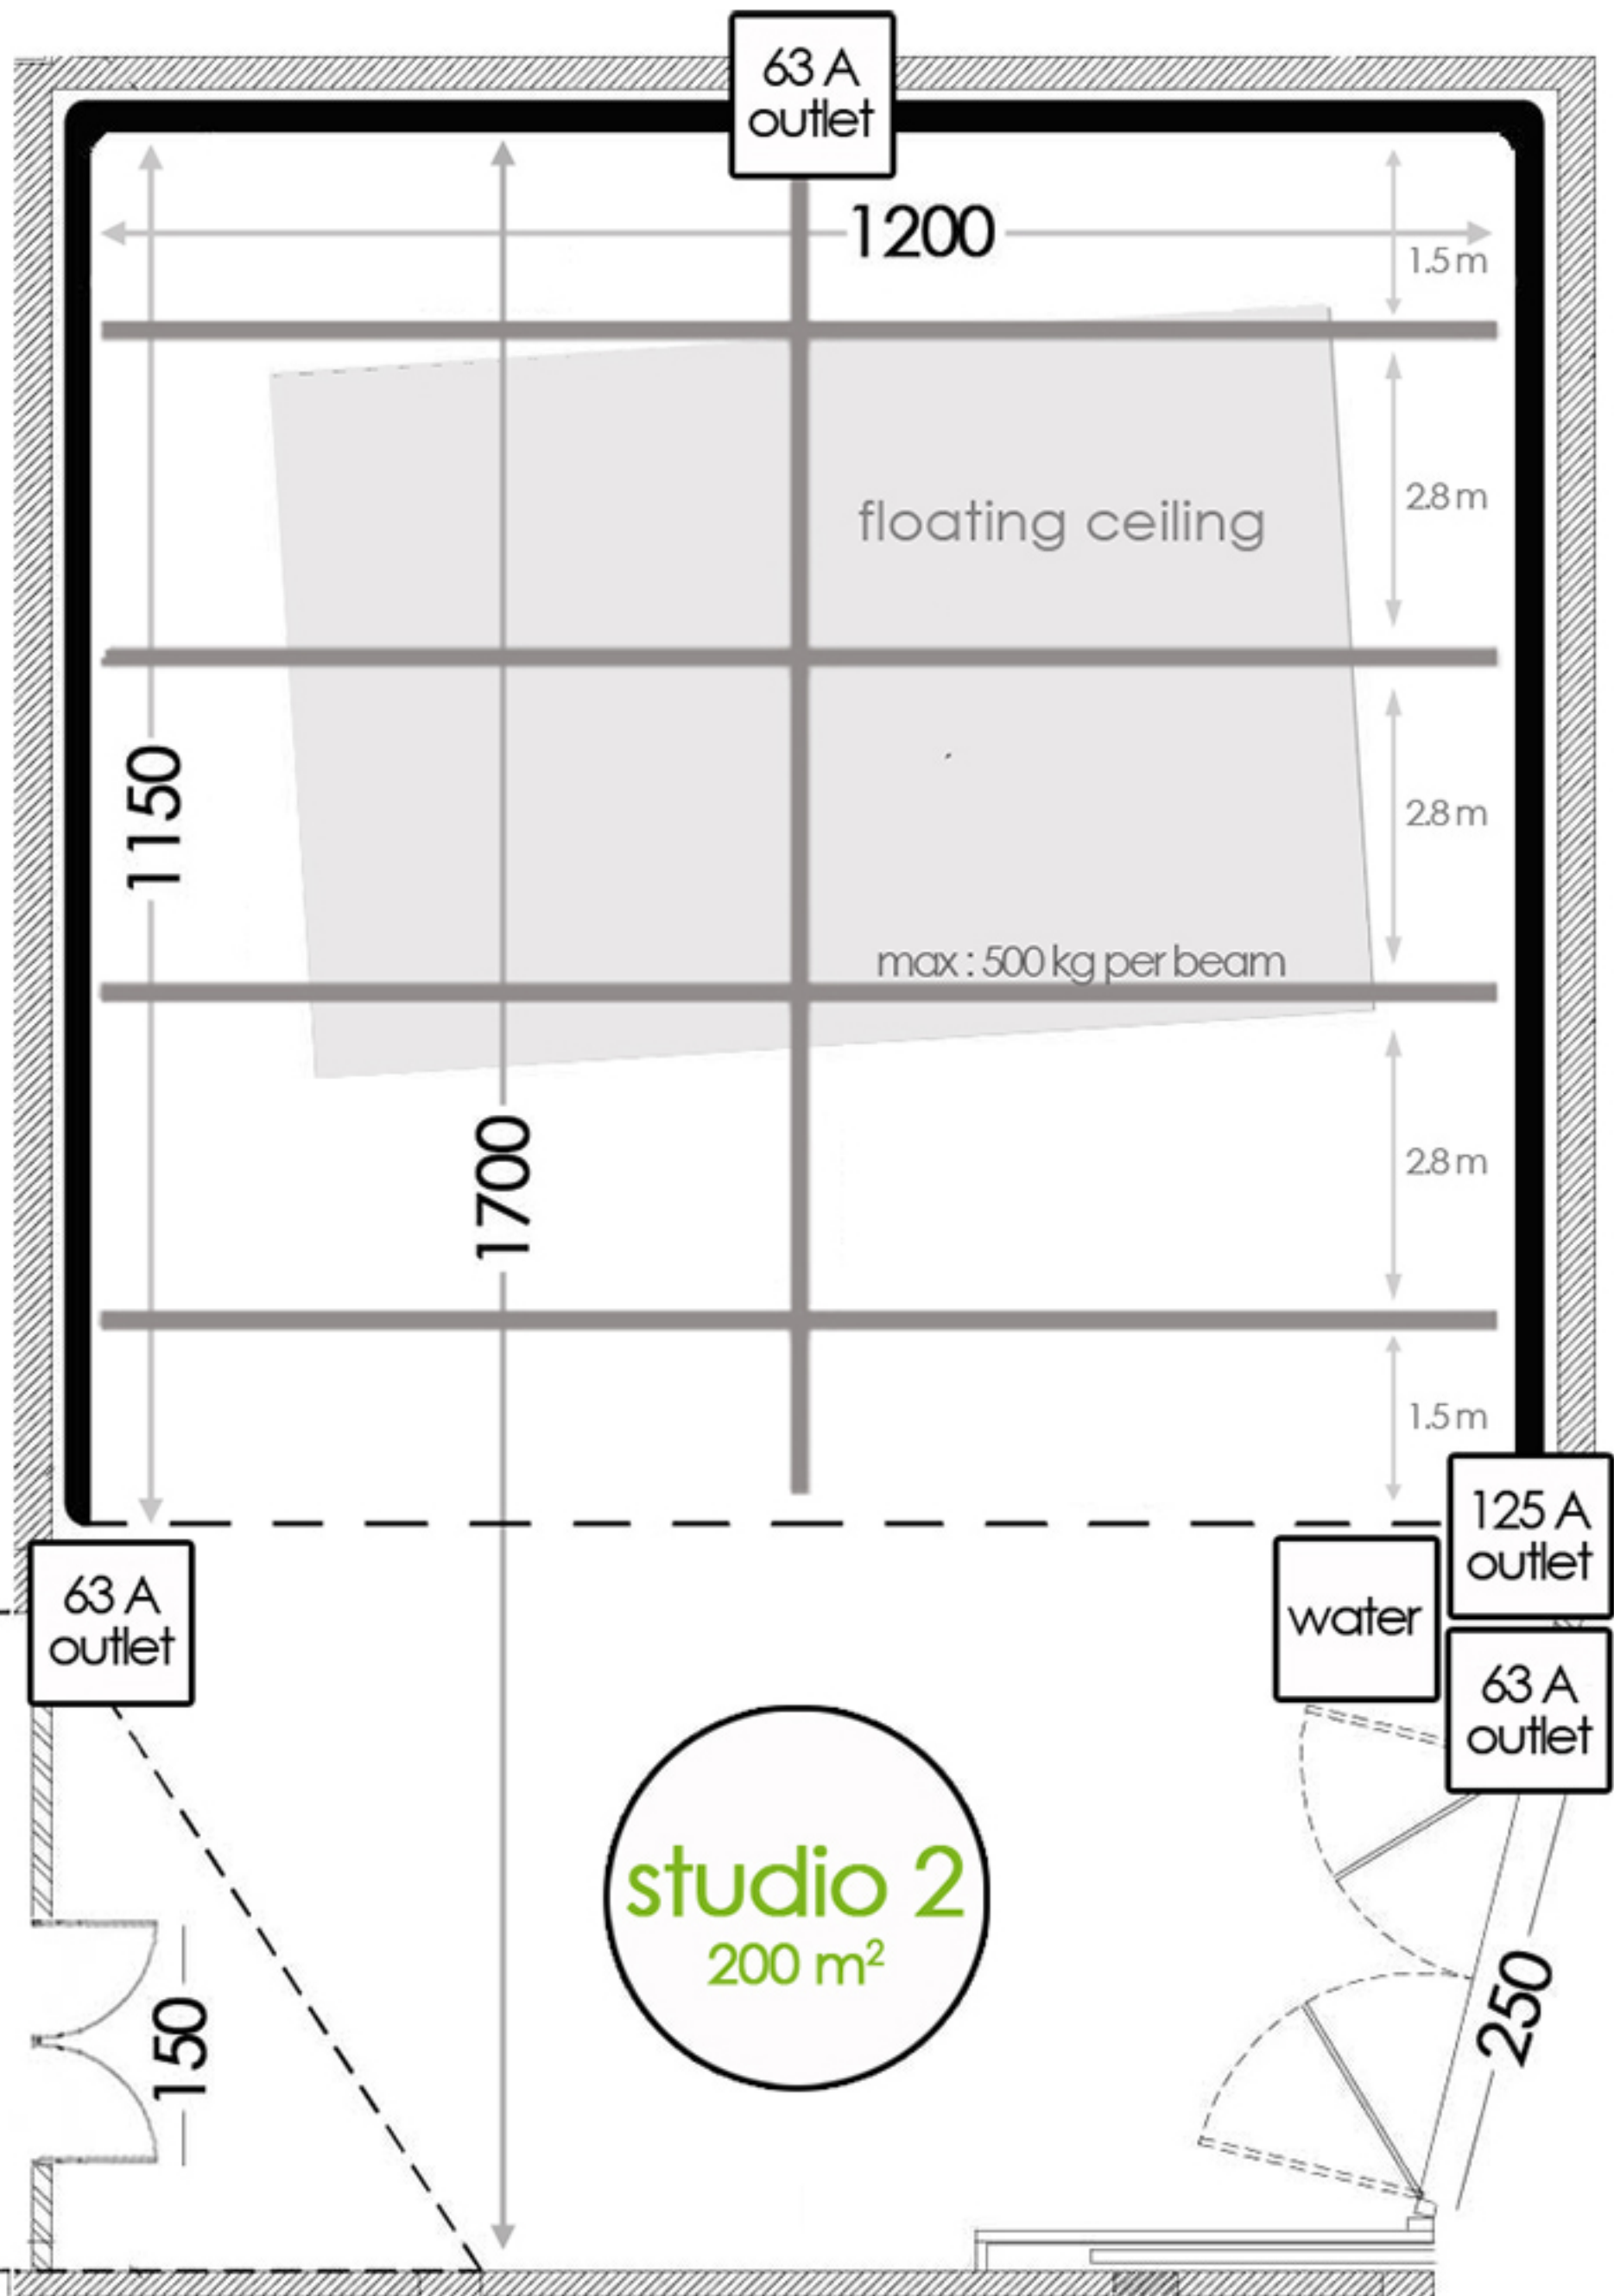 63 A
outlet
1200
1.5 m
floating ceiling
2.8 m
1150
2.8 m
max : 500 kg per beam
1700
2.8 m
1.5 m
125 A
outlet
63 A
outlet
water
63 A
outlet
studio 2
200 m²
150
250